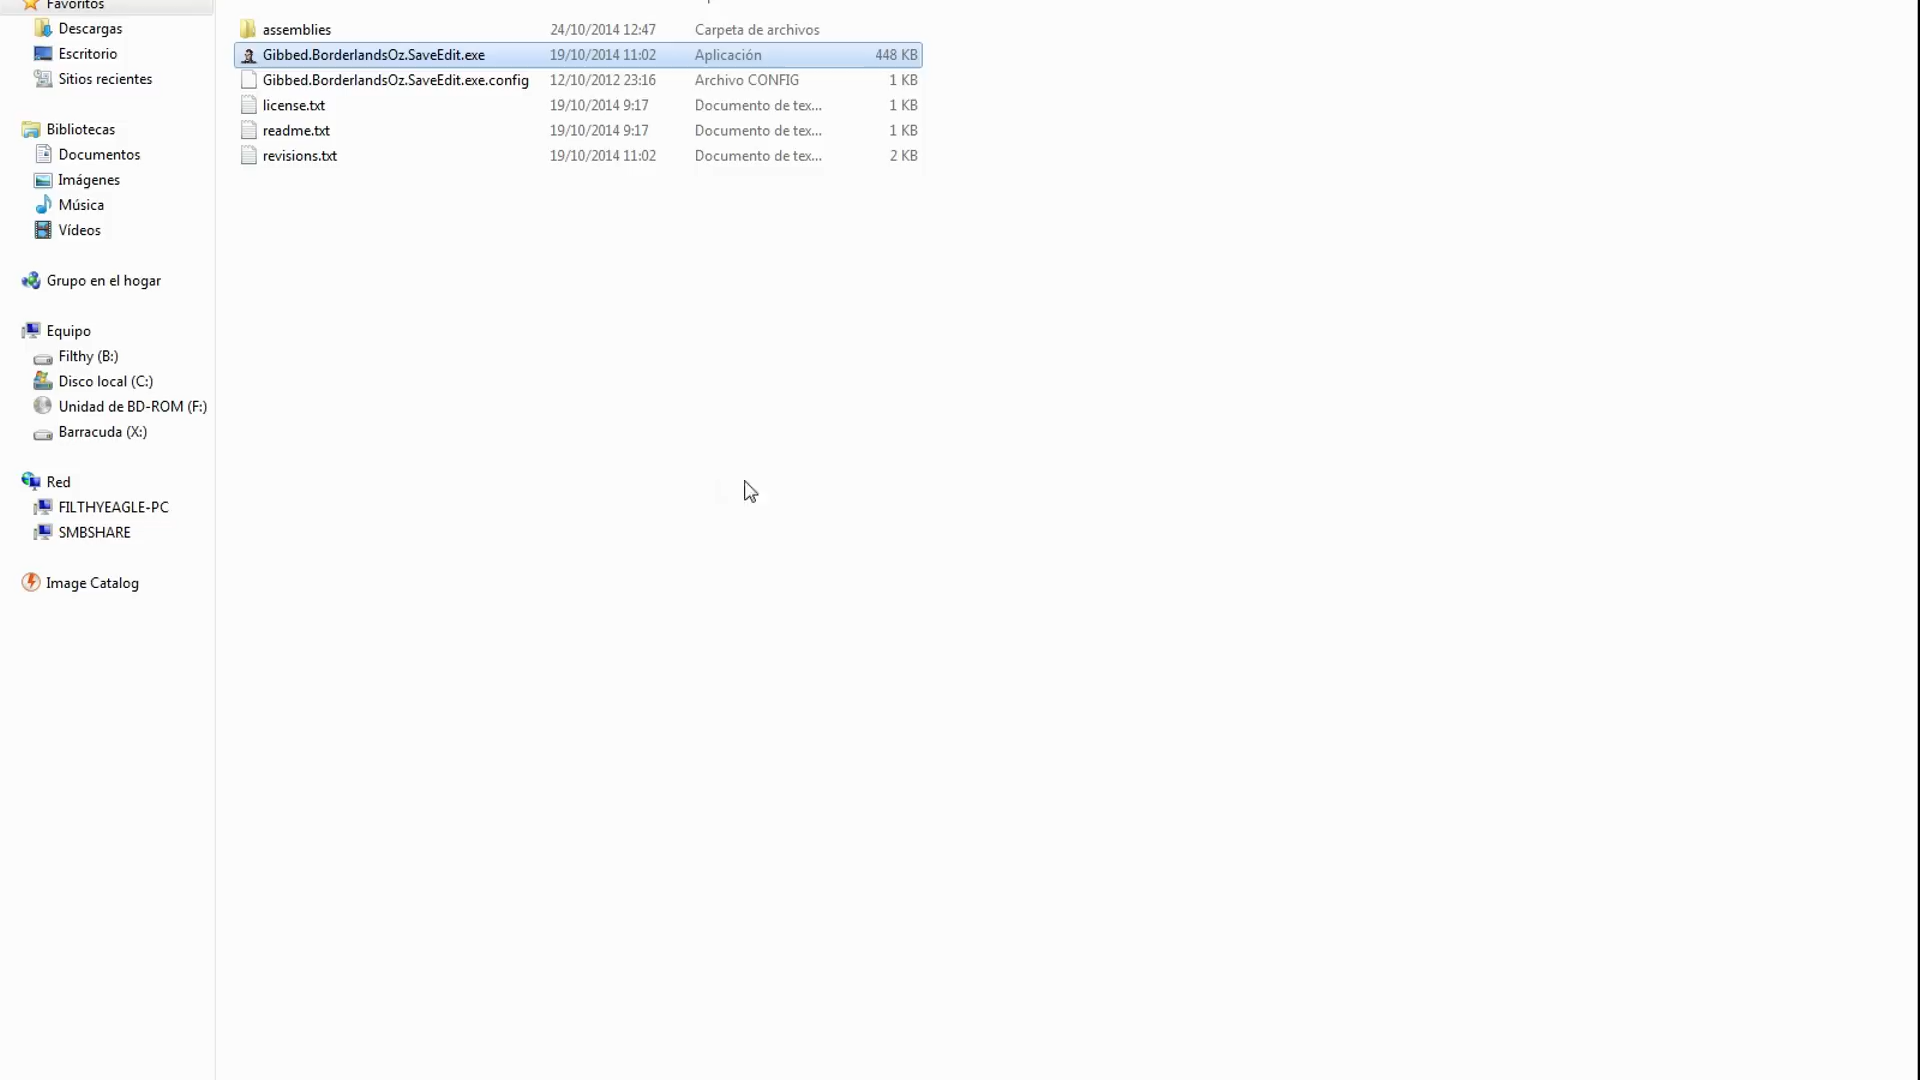 Favoritos
Descargas
Escritorio
Sitios recientes
Bibliotecas
Documentos
Imágenes
Música
Vídeos
Grupo en el hogar
Equipo
Filthy (B:)
Disco local (C:)
Unidad de BD-ROM (F:)
Barracuda (X:)
Red
FILTHYEAGLE-PC
SMBSHARE
Image Catalog
assemblies 24/10/2014 12:47 Carpeta de archivos
Gibbed.BorderlandsOz.SaveEdit.exe 19/10/2014 11:02 Aplicación 448 KB
Gibbed.BorderlandsOz.SaveEdit.exe.config 12/10/2012 23:16 Archivo CONFIG 1 KB
license.txt 19/10/2014 9:17 Documento de tex... 1 KB
readme.txt 19/10/2014 9:17 Documento de tex... 1 KB
revisions.txt 19/10/2014 11:02 Documento de tex... 2 KB